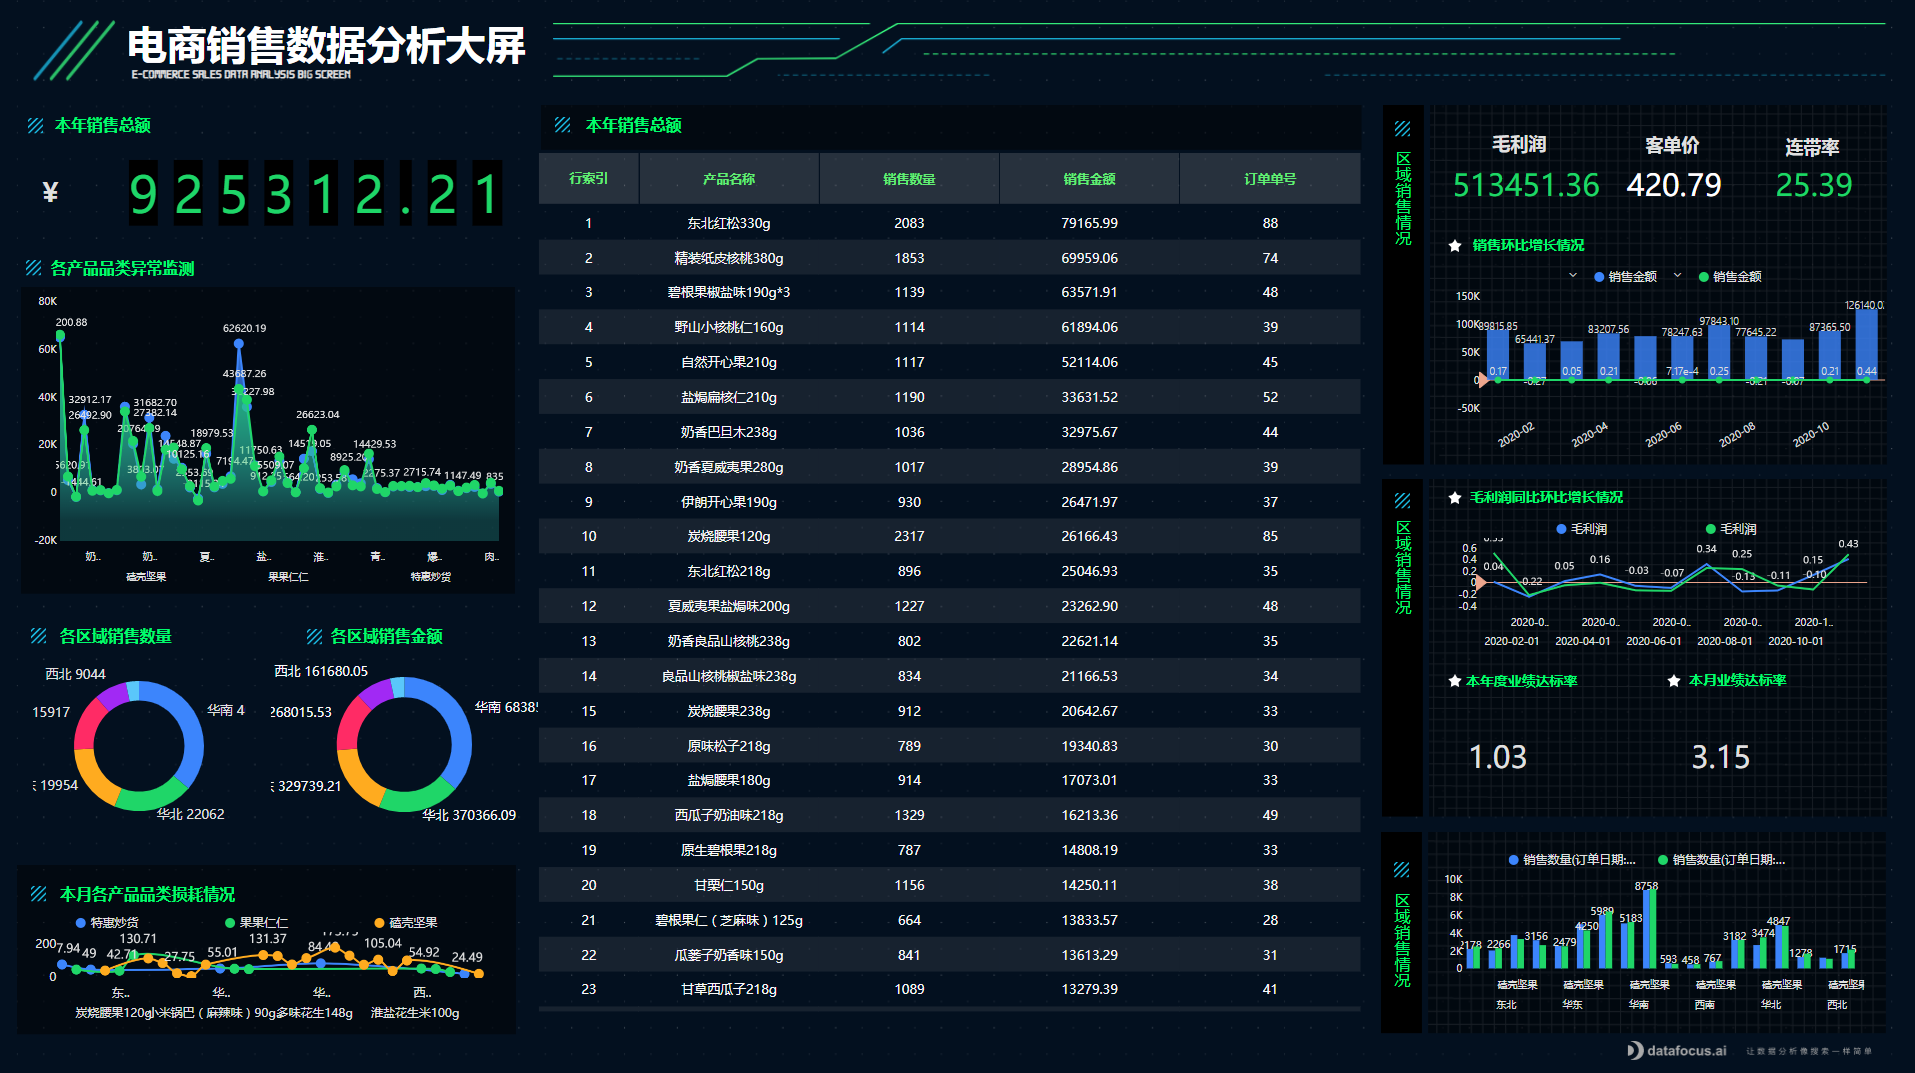 电商销售数据分析大屏
E-COMMERCE SALES DATA ANALYSIS BIG SCREEN
本年销售总额
¥ 925312.21
各产品品类异常监测
80K
60K
40K
20K
0
-20K
200.88
62620.19
43687.26
32912.17
26492.90
31682.70
27382.14
18979.53
10125.16
7194.47
11750.63
5509.07
26623.04
8925.20
14429.53
2275.37
2715.74
1147.49
835
奶.. 奶.. 夏.. 盐.. 淮.. 青.. 爆.. 肉..
磕壳坚果 果果仁仁 特惠炒货
各区域销售数量
西北 9044
华南 4
15917
19954
华北 22062
各区域销售金额
西北 161680.05
华南 6838
268015.53
329739.21
华北 370366.09
本月各产品品类损耗情况
特惠炒货 果果仁仁 磕壳坚果
200
0
7.94 49 42.71 130.71 27.75 55.01 131.37 105.04 54.92 24.49
东.. 华.. 华.. 西..
炭烧腰果120g 小米锅巴（麻辣味）90g 多味花生148g 淮盐花生米100g
本年销售总额
行索引 产品名称 销售数量 销售金额 订单单号
1 东北红松330g 2083 79165.99 88
2 精装纸皮核桃380g 1853 69959.06 74
3 碧根果椒盐味190g*3 1139 63571.91 48
4 野山小核桃仁160g 1114 61894.06 39
5 自然开心果210g 1117 52114.06 45
6 盐焗扁核仁210g 1190 33631.52 52
7 奶香巴旦木238g 1036 32975.67 44
8 奶香夏威夷果280g 1017 28954.86 39
9 伊朗开心果190g 930 26471.97 37
10 炭烧腰果120g 2317 26166.43 85
11 东北红松218g 896 25046.93 35
12 夏威夷果盐焗味200g 1227 23262.90 48
13 奶香良品山核桃238g 802 22621.14 35
14 良品山核桃椒盐味238g 834 21166.53 34
15 炭烧腰果238g 912 20642.67 33
16 原味松子218g 789 19340.83 30
17 盐焗腰果180g 914 17073.01 33
18 西瓜子奶油味218g 1329 16213.36 49
19 原生碧根果218g 787 14808.19 33
20 甘栗仁150g 1156 14250.11 38
21 碧根果仁（芝麻味）125g 664 13833.57 28
22 瓜蒌子奶香味150g 841 13613.29 31
23 甘草西瓜子218g 1089 13279.39 41
区域销售情况
毛利润 客单价 连带率
513451.36 420.79 25.39
销售环比增长情况
销售金额 销售金额
150K
100K
50K
0
-50K
89815.85 65441.37 83207.56 78247.63 97843.10 77645.22 87365.50 126140.0
0.17 -0.27 0.05 0.21 -0.06 7.17e-4 0.25 -0.21 -0.07 0.21 0.44
2020-02 2020-04 2020-06 2020-08 2020-10
区域销售情况
毛利润同比环比增长情况
毛利润 毛利润
0.6
0.4
0.2
0
-0.2
-0.4
0.04 -0.22 0.05 0.16 -0.03 -0.07 0.34 0.25 -0.13 -0.11 0.15 -0.10 0.43
2020-0.. 2020-0.. 2020-0.. 2020-0.. 2020-1..
2020-02-01 2020-04-01 2020-06-01 2020-08-01 2020-10-01
本年度业绩达标率 本月业绩达标率
1.03 3.15
区域销售情况
销售数量(订单日期:... 销售数量(订单日期:...
10K
8K
6K
4K
2K
0
2178 2266 3156 2479 4250 5989 5183 8758 593 458 767 3182 3474 4847 1278 1715
磕壳坚果 磕壳坚果 磕壳坚果 磕壳坚果 磕壳坚果 磕壳坚果
东北 华东 华南 西南 华北 西北
datafocus.ai 让数据分析像搜索一样简单